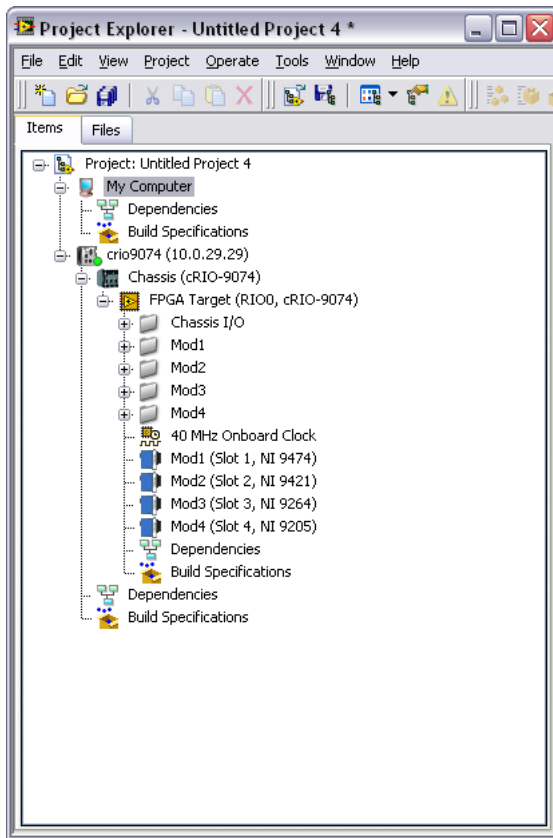 Project Explorer - Untitled Project 4 *
File Edit View Project Operate Tools Window Help
Items Files
Project: Untitled Project 4
My Computer
Dependencies
Build Specifications
crio9074 (10.0.29.29)
Chassis (cRIO-9074)
FPGA Target (RIO0, cRIO-9074)
Chassis I/O
Mod1
Mod2
Mod3
Mod4
40 MHz Onboard Clock
Mod1 (Slot 1, NI 9474)
Mod2 (Slot 2, NI 9421)
Mod3 (Slot 3, NI 9264)
Mod4 (Slot 4, NI 9205)
Dependencies
Build Specifications
Dependencies
Build Specifications